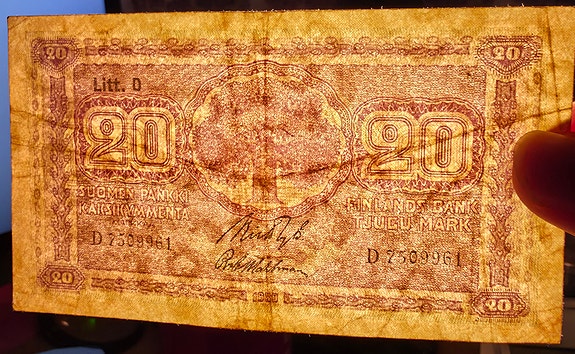 20 20
Litt. D
20 20
SUOMEN PANKKI
KAKSIKYMMENTÄ
FINLANDS BANK
TJUGU MARK
D 7509961
D 7509961
20 20